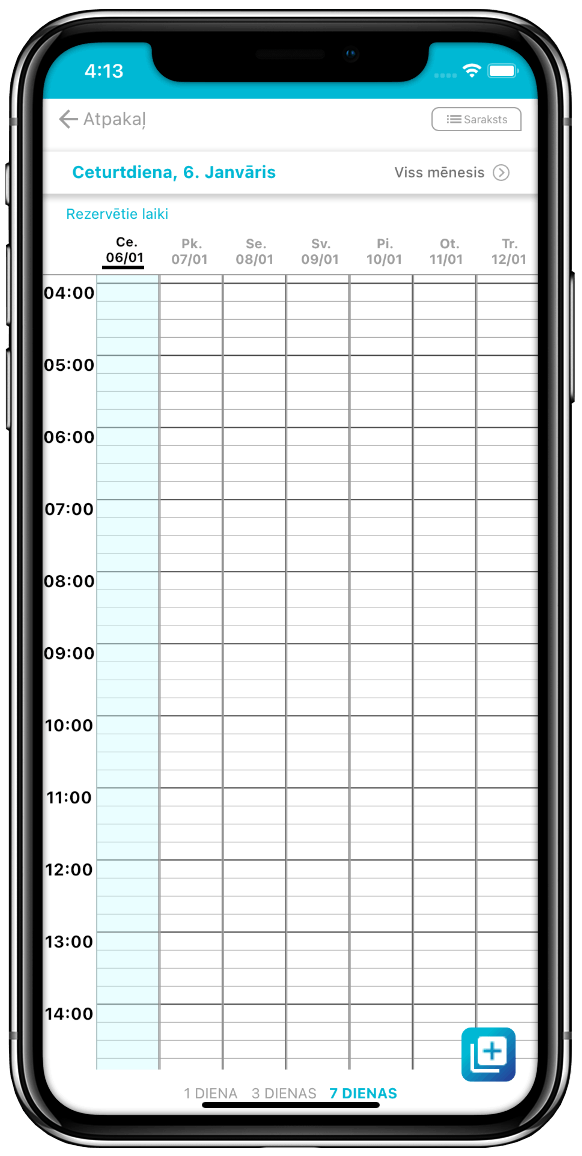 4:13
Atpakaļ
Saraksts
Ceturtdiena, 6. Janvāris
Viss mēnesis
Rezervētie laiki
Ce. Pk. Se. Sv. Pi. Ot. Tr.
06/01 07/01 08/01 09/01 10/01 11/01 12/01
04:00
05:00
06:00
07:00
08:00
09:00
10:00
11:00
12:00
13:00
14:00
1 DIENA 3 DIENAS 7 DIENAS